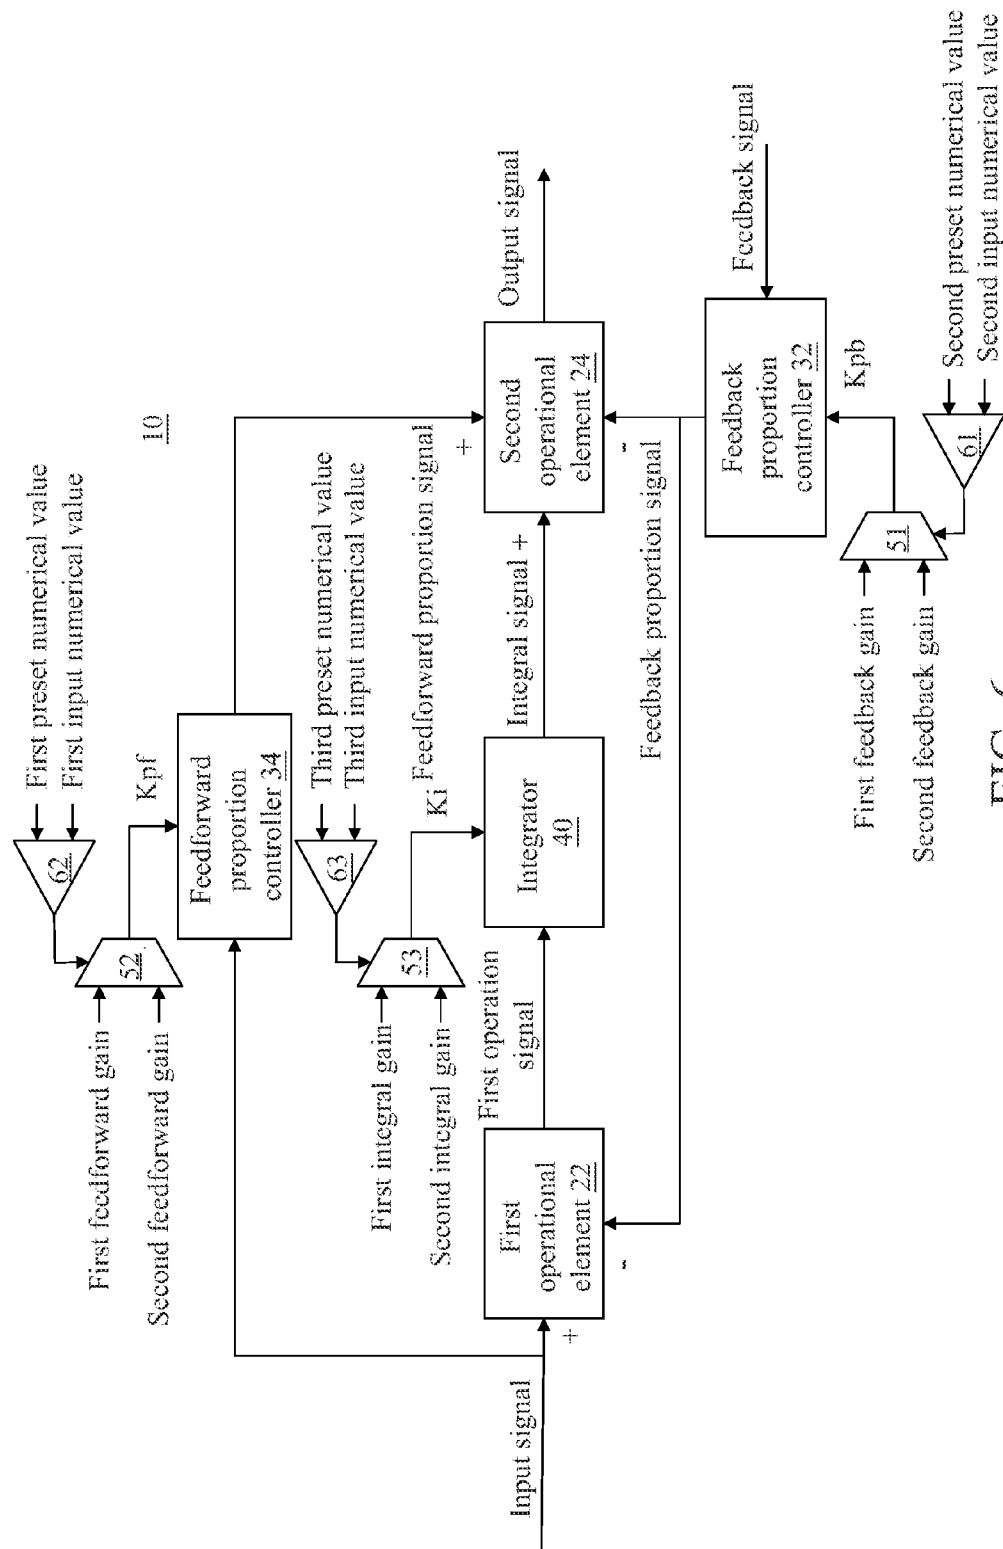 10
First preset numerical value
First input numerical value
62
First feedforward gain
52
Second feedforward gain
Kpf
Feedforward
proportion
controller 34
Third preset numerical value
Third input numerical value
63
First integral gain
53
Second integral gain
Ki
Feedforward proportion signal
Input signal
+
First
operational
element 22
-
First operation
signal
Integrator
40
Integral signal +
+
Second
operational
element 24
-
Output signal
Feedback proportion signal
Feedback
proportion
controller 32
Feedback signal
Kpb
First feedback gain
51
Second feedback gain
61
Second preset numerical value
Second input numerical value